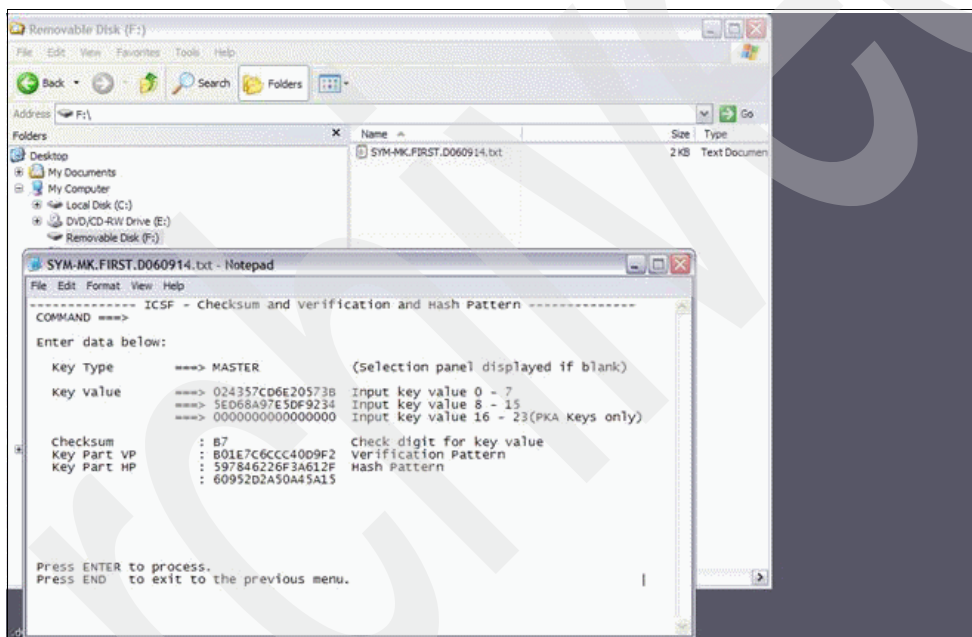 Removable Disk (F:)
File Edit View Favorites Tools Help
Back Search Folders
Address F:\ Go
Folders x Name Size Type
Desktop SYM-MK.FIRST.D060914.txt 2 KB Text Documen
My Documents
My Computer
Local Disk (C:)
DVD/CD-RW Drive (E:)
Removable Disk (F:)
SYM-MK.FIRST.D060914.txt - Notepad
File Edit Format View Help
-------------- ICSF - Checksum and Verification and Hash Pattern --------------
COMMAND ===>
Enter data below:
Key Type ===> MASTER (Selection panel displayed if blank)
Key Value ===> 024357CD6E20573B Input key value 0 - 7
===> 5ED68A97E5DF9234 Input key value 8 - 15
===> 0000000000000000 Input key value 16 - 23(PKA Keys only)
Checksum : B7 Check digit for key value
Key Part VP : B01E7C6CCC40D9F2 Verification Pattern
Key Part HP : 597846226F3A612F Hash Pattern
: 60952D2A50A45A15
Press ENTER to process.
Press END to exit to the previous menu.